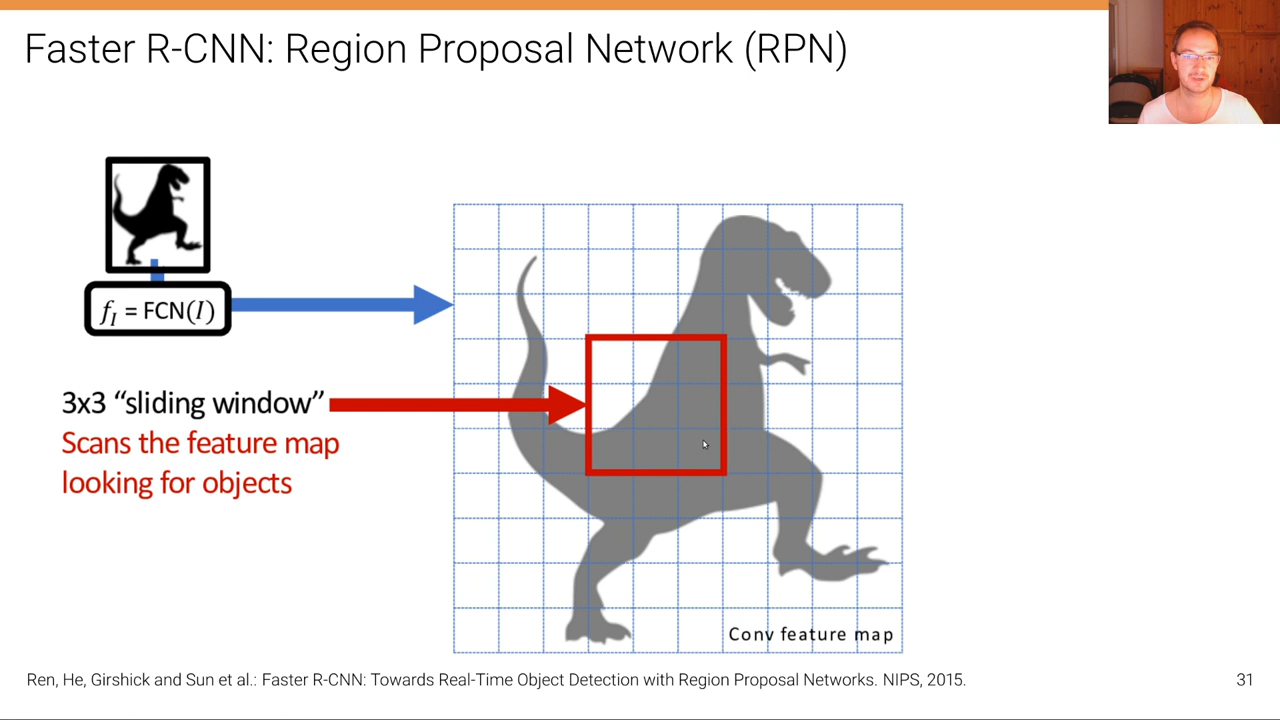 Faster R-CNN: Region Proposal Network (RPN)
f_I = FCN(I)
3x3 “sliding window”
Scans the feature map
looking for objects
Conv feature map
Ren, He, Girshick and Sun et al.: Faster R-CNN: Towards Real-Time Object Detection with Region Proposal Networks. NIPS, 2015.
31